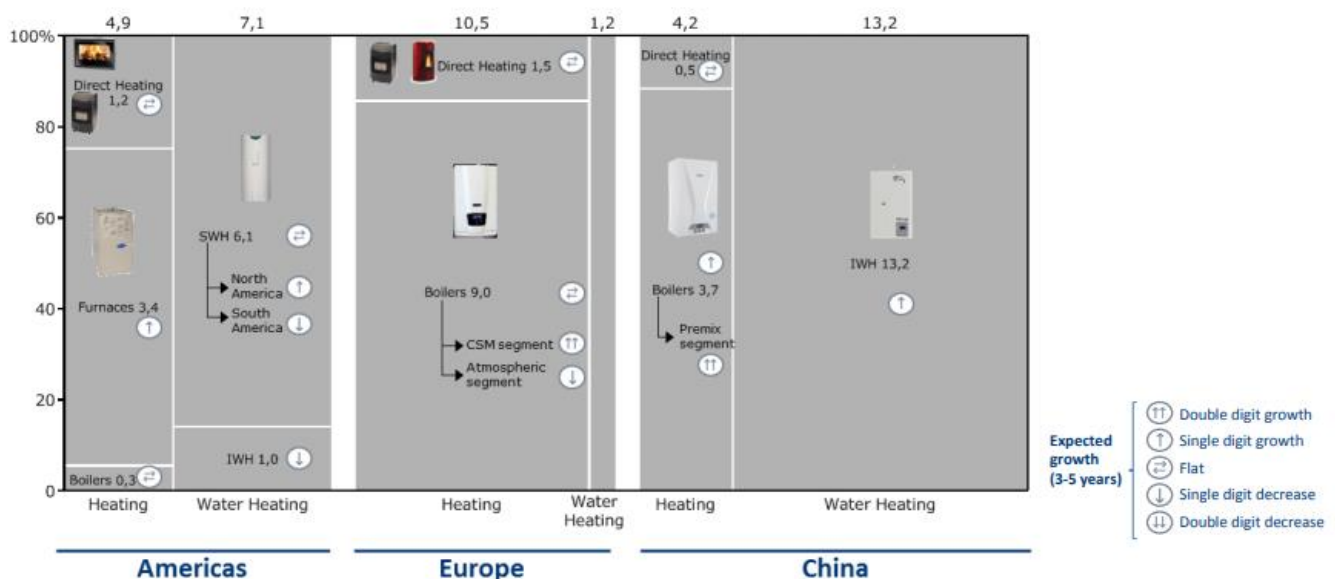 4,9 7,1 10,5 1,2 4,2 13,2
100%
80
60
40
20
0
Direct Heating
1,2
Furnaces 3,4
Boilers 0,3
SWH 6,1
North
America
South
America
IWH 1,0
Direct Heating 1,5
Boilers 9,0
CSM segment
Atmospheric
segment
Direct Heating
0,5
Boilers 3,7
Premix
segment
IWH 13,2
Heating
Water Heating
Heating
Water
Heating
Heating
Water Heating
Americas
Europe
China
Expected
growth
(3-5 years)
Double digit growth
Single digit growth
Flat
Single digit decrease
Double digit decrease